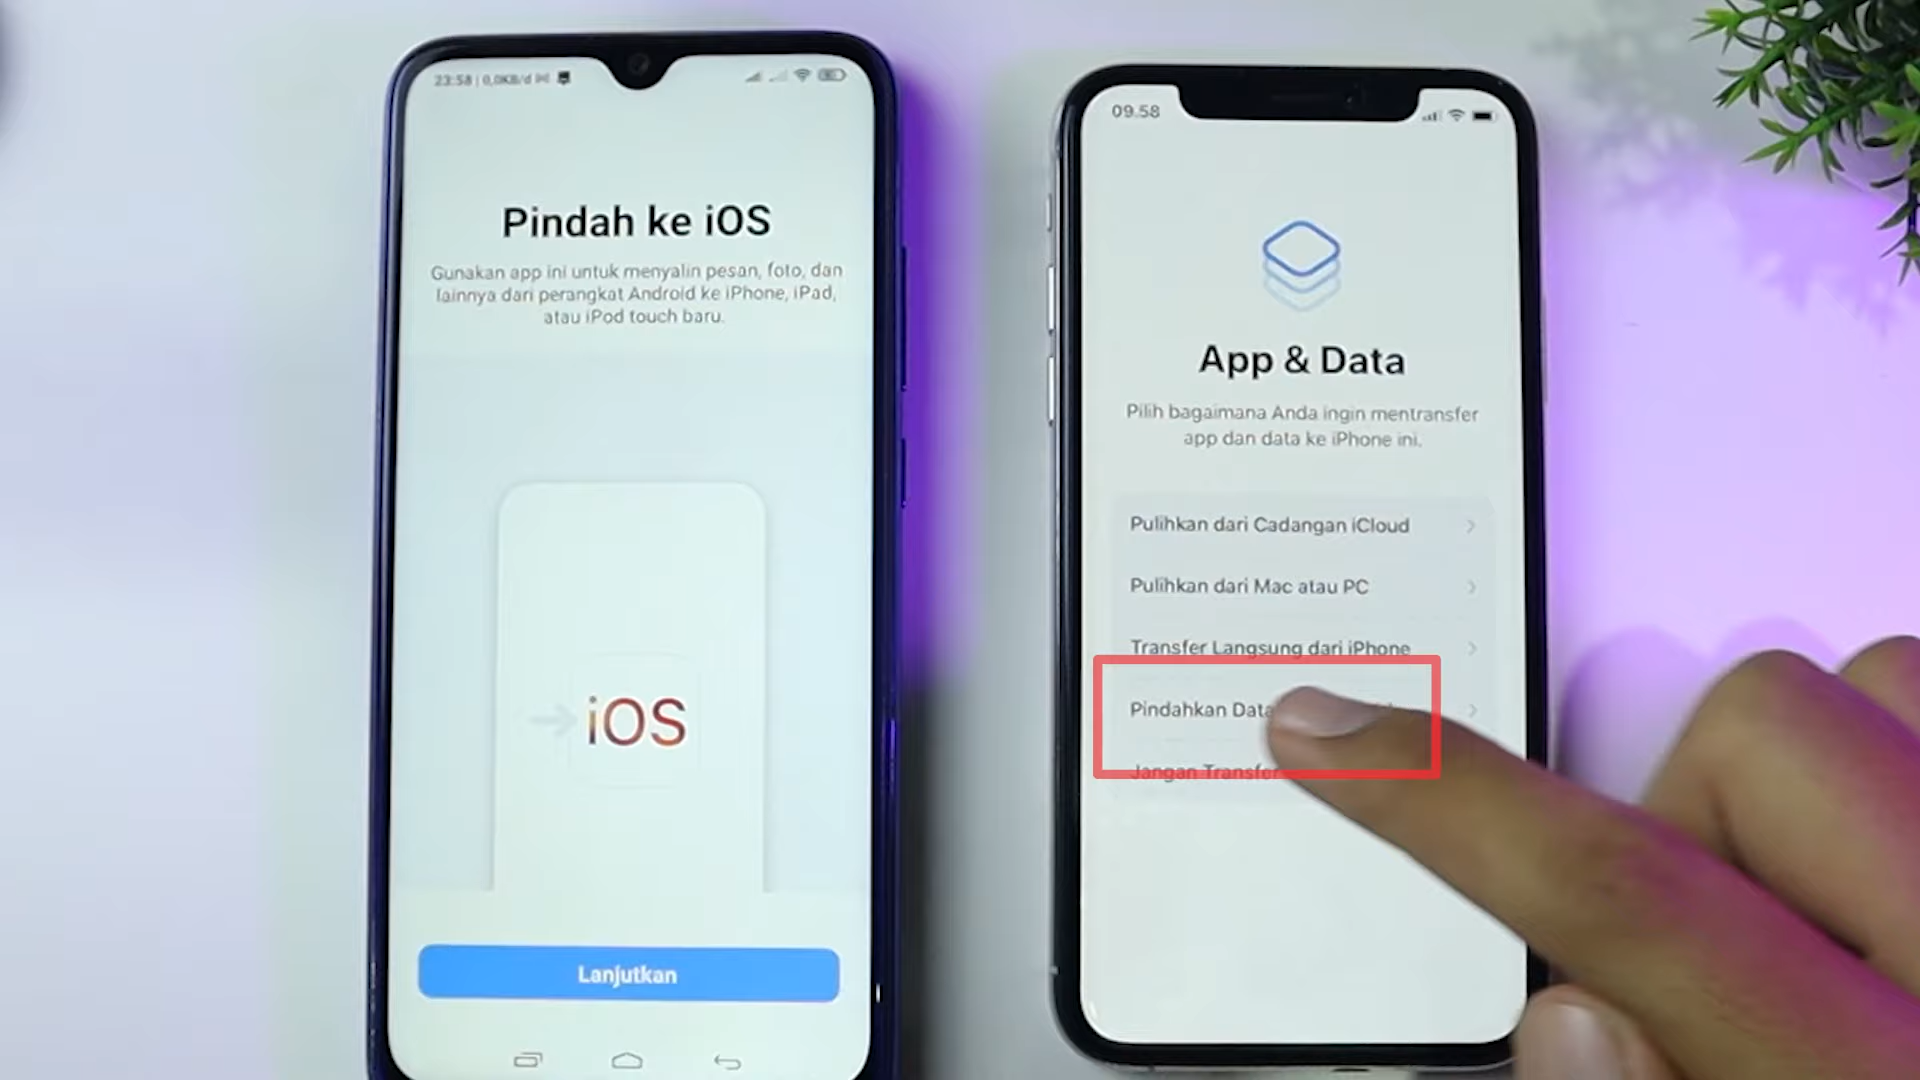 23:58 | 0,0KB/d
Pindah ke iOS
Gunakan app ini untuk menyalin pesan, foto, dan
lainnya dari perangkat Android ke iPhone, iPad,
atau iPod touch baru.
iOS
Lanjutkan
09.58
App & Data
Pilih bagaimana Anda ingin mentransfer
app dan data ke iPhone ini.
Pulihkan dari Cadangan iCloud
Pulihkan dari Mac atau PC
Transfer Langsung dari iPhone
Pindahkan Data
Jangan Transfer